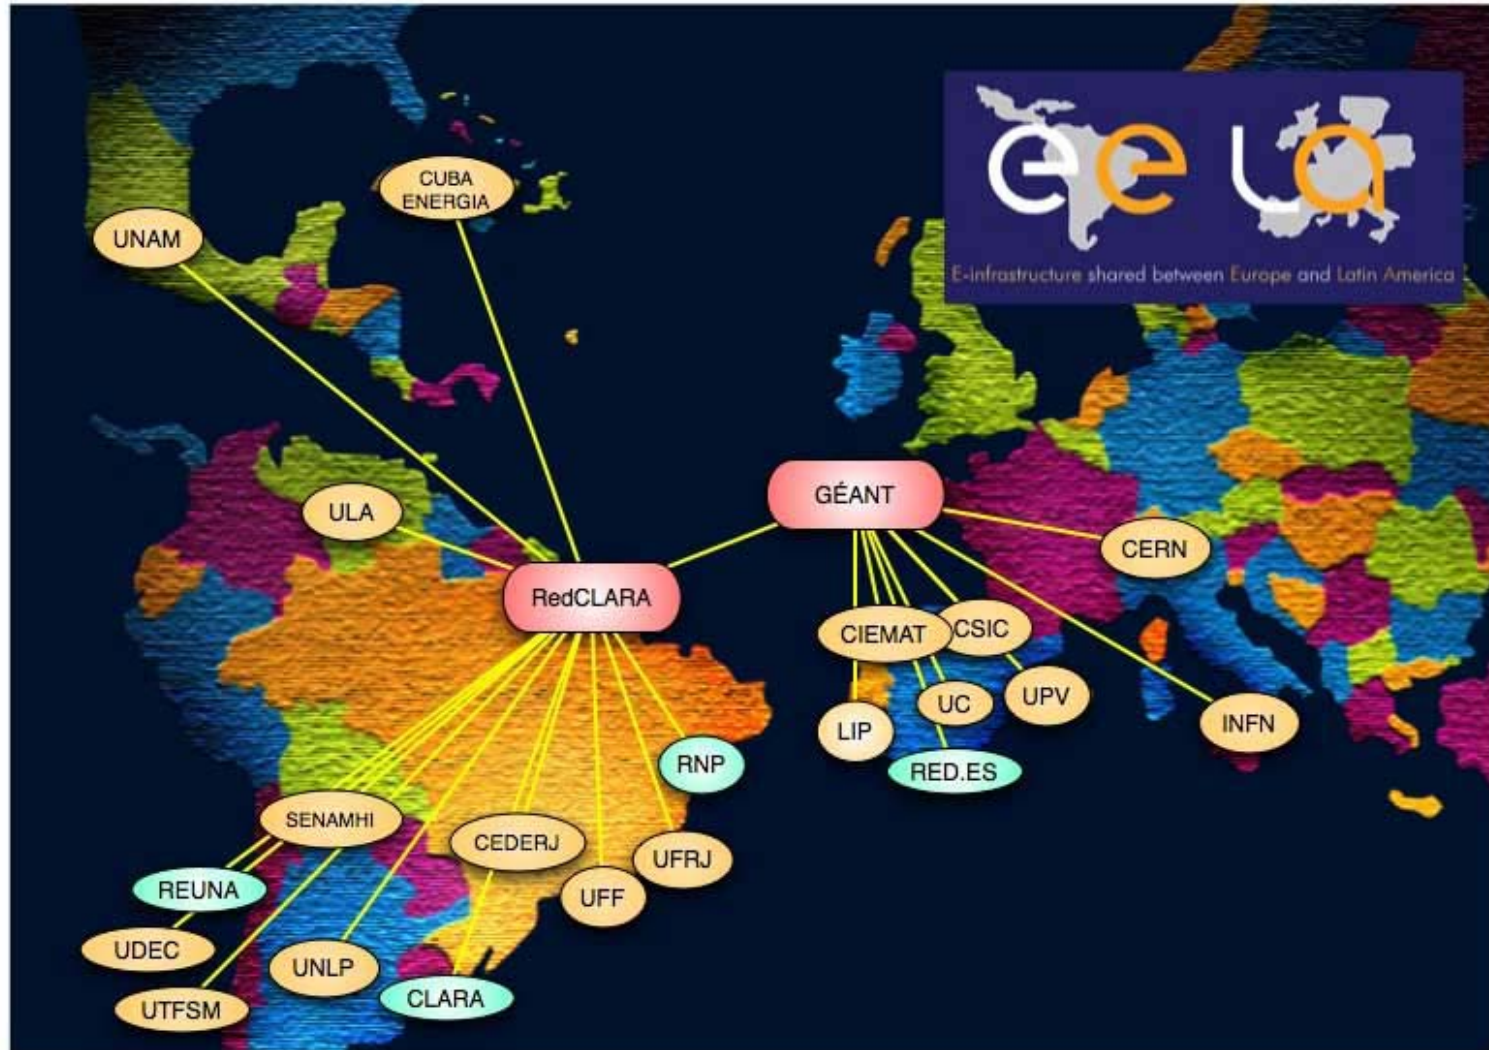 eela
E-infrastructure shared between Europe and Latin America
CUBA
ENERGIA
UNAM
GÉANT
ULA
CERN
RedCLARA
CIEMAT
CSIC
UC
UPV
LIP
INFN
RNP
RED.ES
SENAMHI
CEDERJ
UFRJ
REUNA
UFF
UDEC
UNLP
CLARA
UTFSM